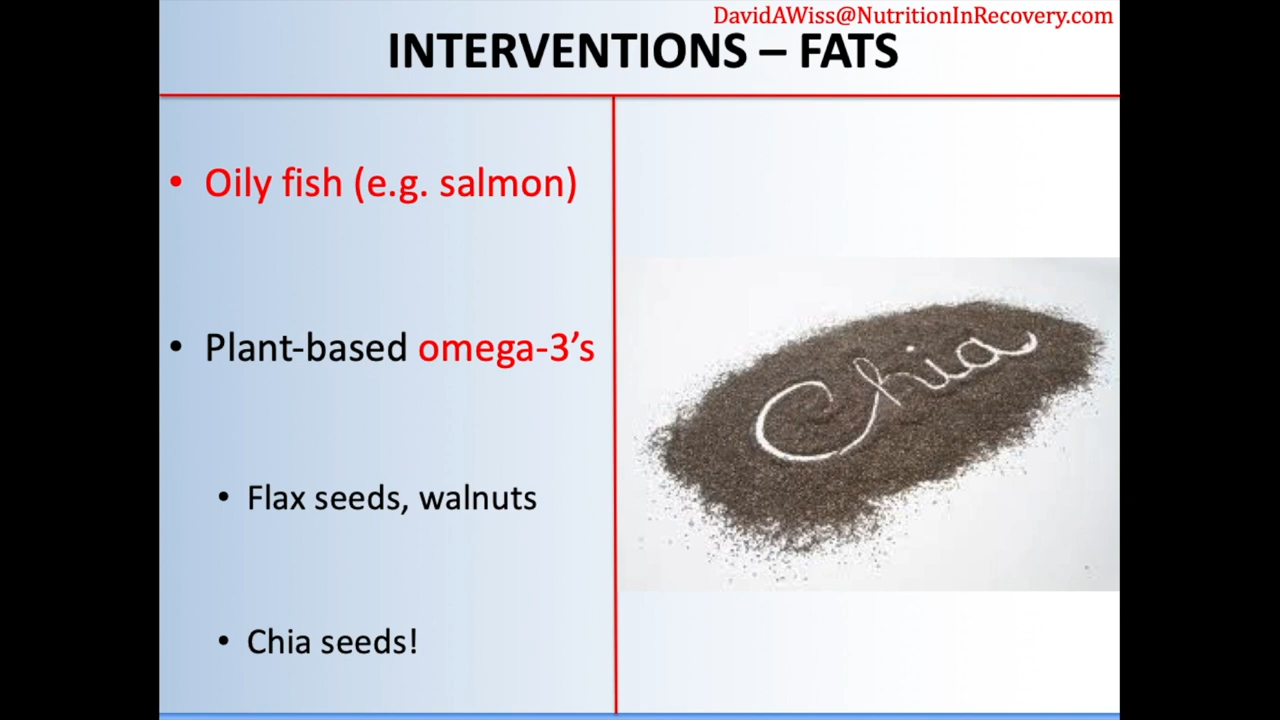 DavidAWiss@NutritionInRecovery.com
INTERVENTIONS – FATS
• Oily fish (e.g. salmon)
• Plant-based omega-3’s
• Flax seeds, walnuts
• Chia seeds!
Chia